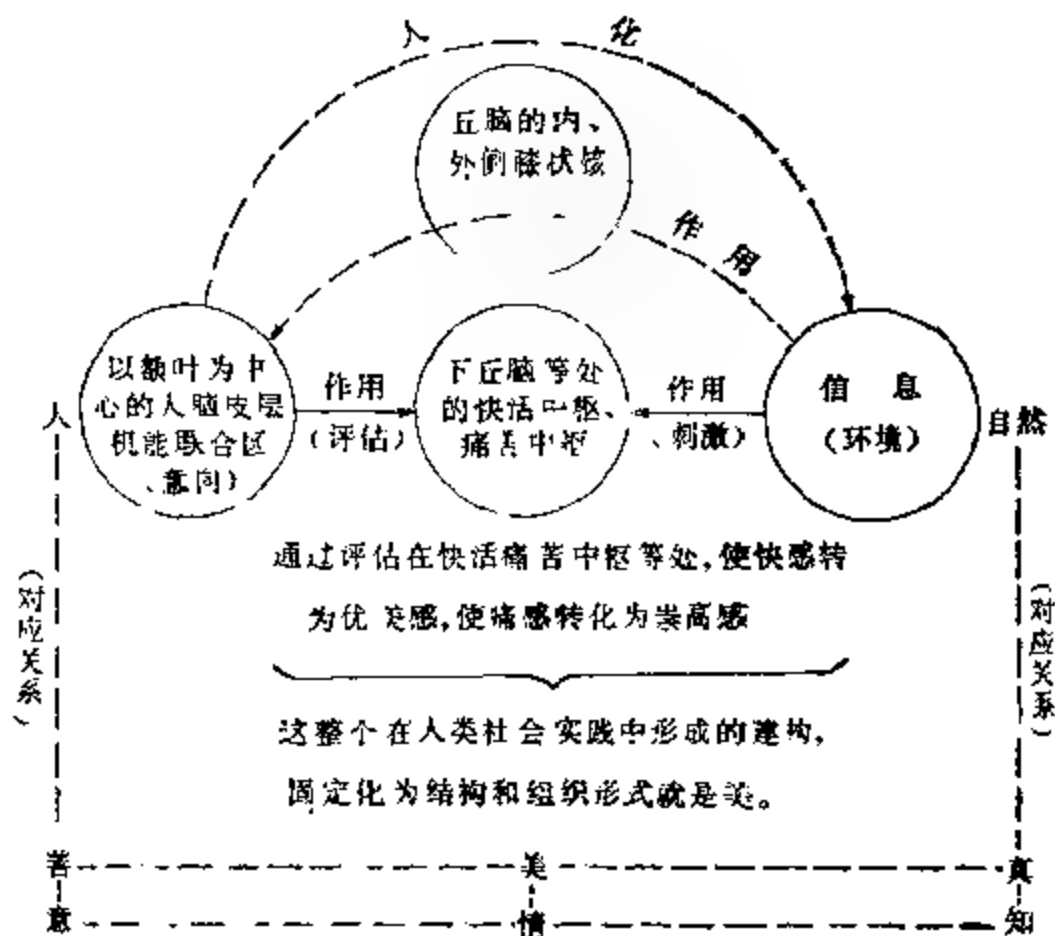 人 化
丘脑的内、
外侧膝状核
作用
以额叶为中
心的人脑皮层
机能联合区
（意向）
作用
（评估）
下丘脑等处
的快活中枢、
痛苦中枢
作用
（刺激）
信 息
（环境）
人
自然
（对应关系）
（对应关系）
通过评估在快活痛苦中枢等处,使快感转
为优美感,使痛感转化为崇高感
这整个在人类社会实践中形成的建构,
固定化为结构和组织形式就是美。
善 美 真
意 情 知